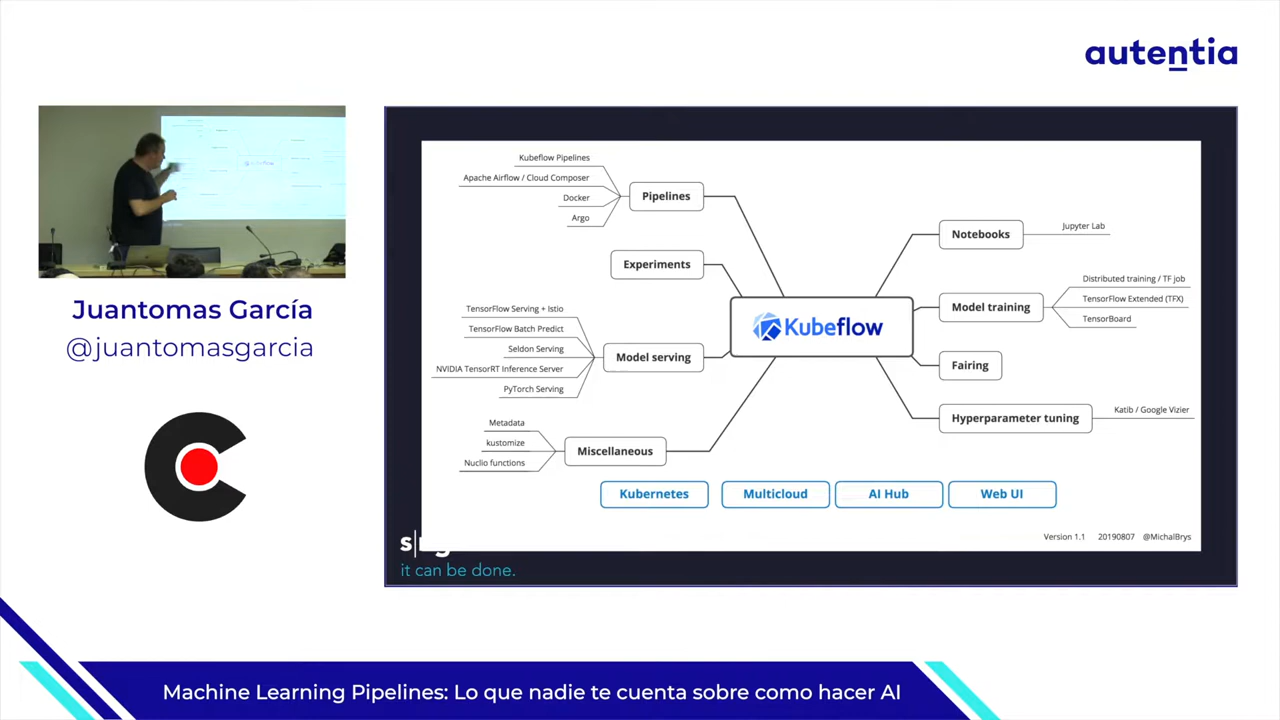 autentia
Juantomas García
@juantomasgarcia
Kubeflow Pipelines
Apache Airflow / Cloud Composer
Docker
Argo
Pipelines
Experiments
TensorFlow Serving + Istio
TensorFlow Batch Predict
Seldon Serving
NVIDIA TensorRT Inference Server
PyTorch Serving
Model serving
Metadata
kustomize
Nuclio functions
Miscellaneous
Kubeflow
Notebooks
Jupyter Lab
Model training
Distributed training / TF job
TensorFlow Extended (TFX)
TensorBoard
Fairing
Hyperparameter tuning
Katib / Google Vizier
Kubernetes
Multicloud
AI Hub
Web UI
Version 1.1 20190807 @MichalBrys
it can be done.
Machine Learning Pipelines: Lo que nadie te cuenta sobre como hacer AI